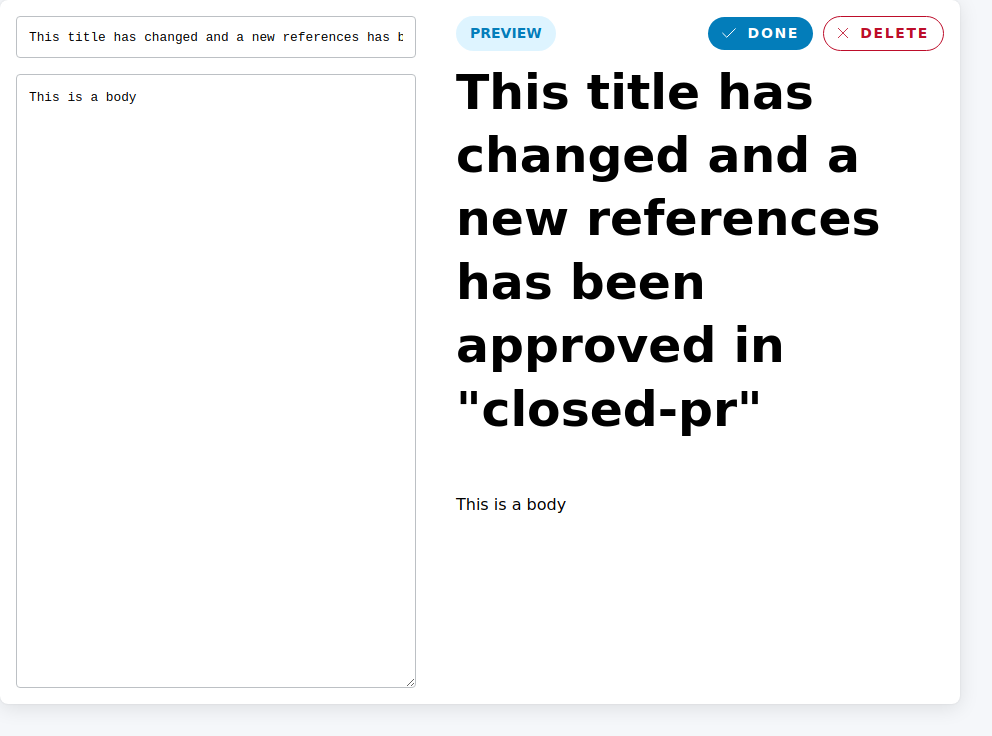 This title has changed and a new references has b
This is a body
PREVIEW
DONE
DELETE
This title has
changed and a
new references
has been
approved in
"closed-pr"
This is a body